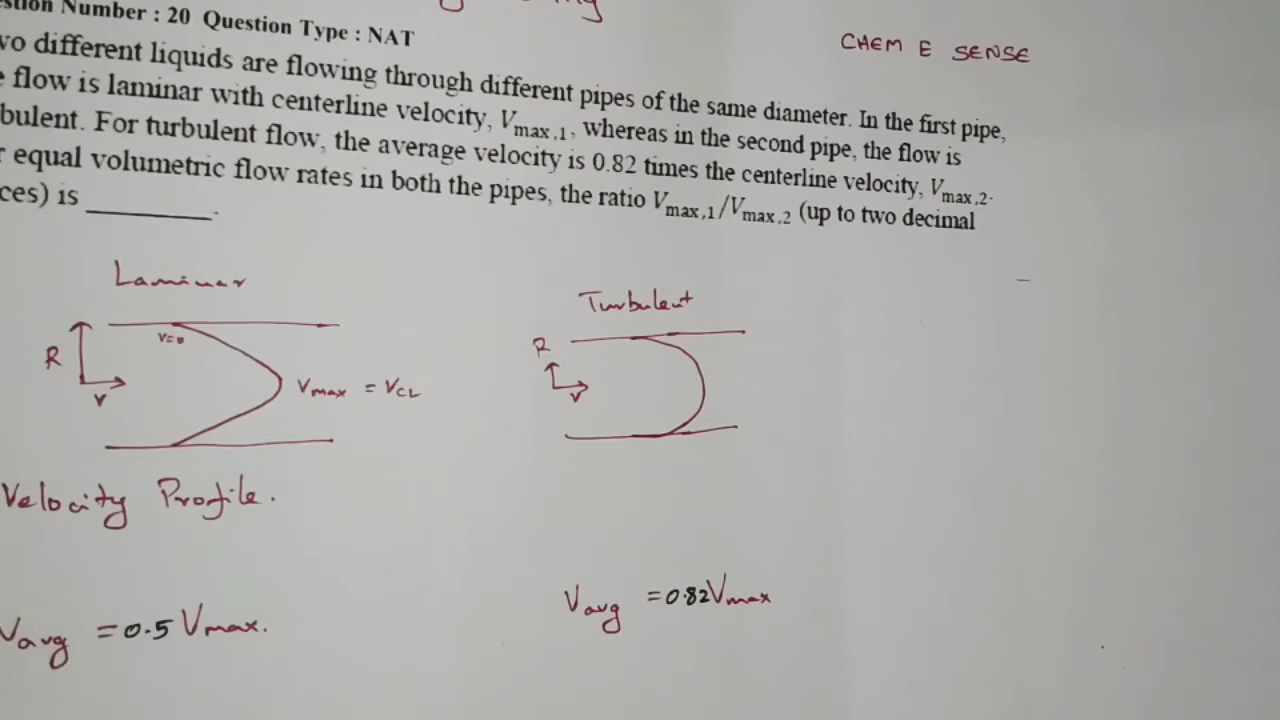 Number : 20 Question Type : NAT
CHEM E SENSE
different liquids are flowing through different pipes of the same diameter. In the first pipe,
flow is laminar with centerline velocity, Vmax,1, whereas in the second pipe, the flow is
bulent. For turbulent flow, the average velocity is 0.82 times the centerline velocity, Vmax,2.
equal volumetric flow rates in both the pipes, the ratio Vmax,1/Vmax,2 (up to two decimal
ces) is ________.
Laminar
Turbulent
V=0
R
R
Vmax = VCL
r
r
Velocity Profile.
Vavg = 0.82Vmax
Vavg = 0.5 Vmax.